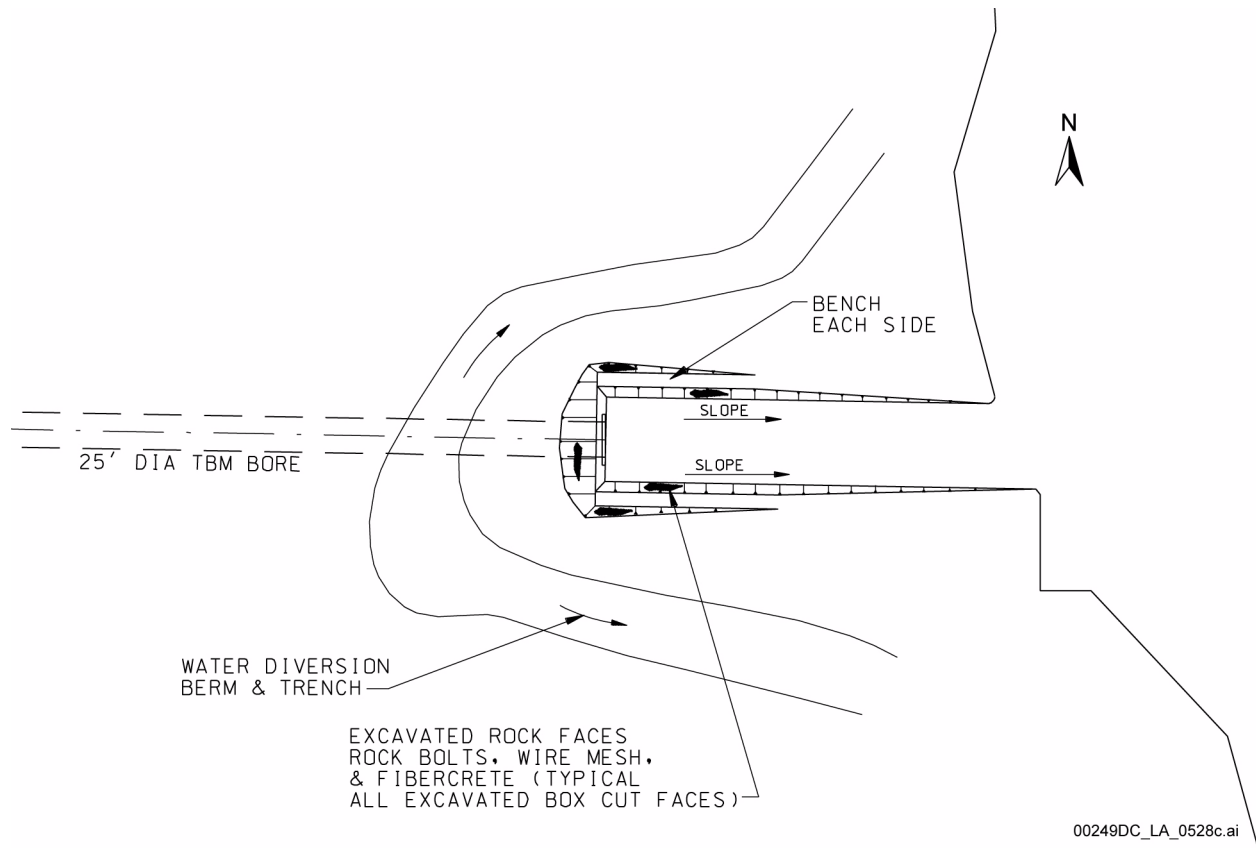 N
BENCH
EACH SIDE
SLOPE
25' DIA TBM BORE
SLOPE
WATER DIVERSION
BERM & TRENCH
EXCAVATED ROCK FACES
ROCK BOLTS, WIRE MESH,
& FIBERCRETE (TYPICAL
ALL EXCAVATED BOX CUT FACES)
00249DC_LA_0528c.ai